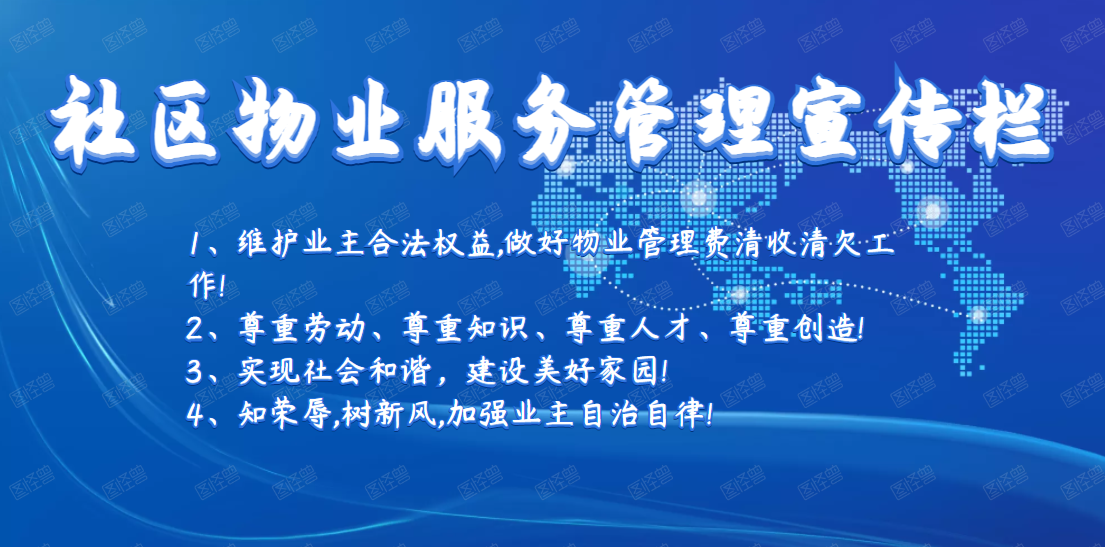 社区物业服务管理宣传栏
1、维护业主合法权益,做好物业管理费清收清欠工
作!
2、尊重劳动、尊重知识、尊重人才、尊重创造!
3、实现社会和谐，建设美好家园!
4、知荣辱,树新风,加强业主自治自律!